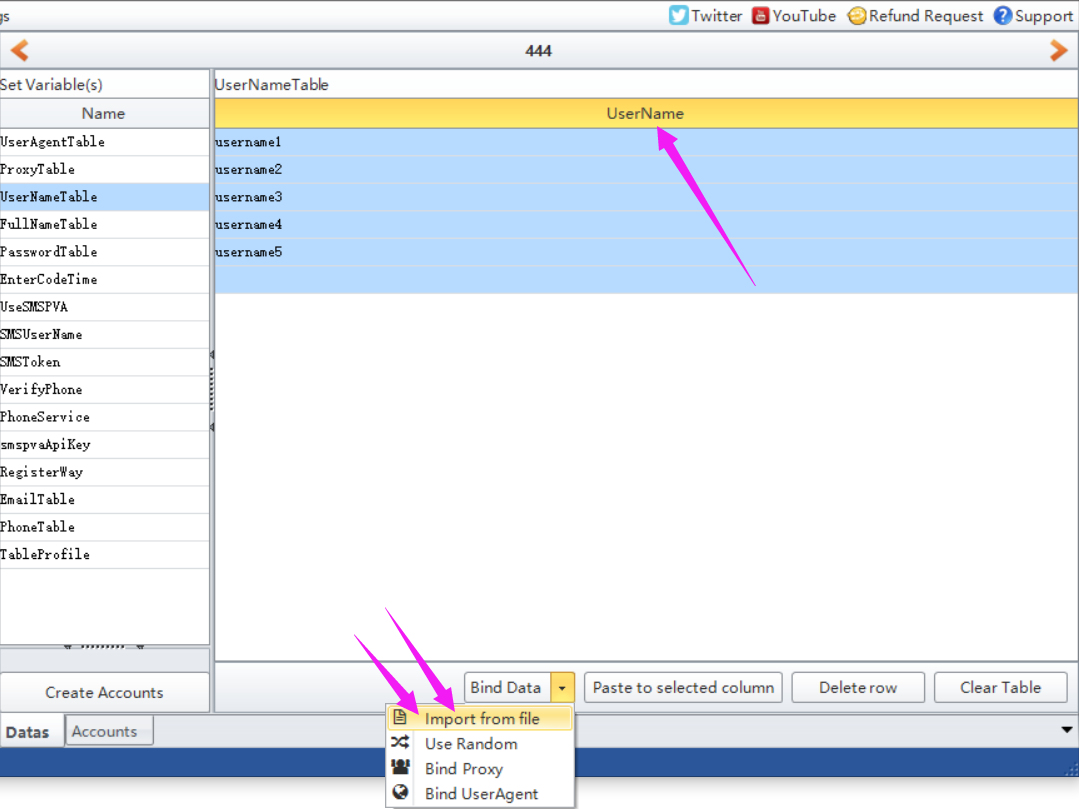 gs
Twitter YouTube Refund Request Support
444
Set Variable(s)
UserNameTable
Name
UserName
UserAgentTable
ProxyTable
UserNameTable
FullNameTable
PasswordTable
EnterCodeTime
UseSMSPVA
SMSUserName
SMSToken
VerifyPhone
PhoneService
smspvaApiKey
RegisterWay
EmailTable
PhoneTable
TableProfile
username1
username2
username3
username4
username5
Create Accounts
Bind Data
Paste to selected column
Delete row
Clear Table
Import from file
Use Random
Bind Proxy
Bind UserAgent
Datas
Accounts